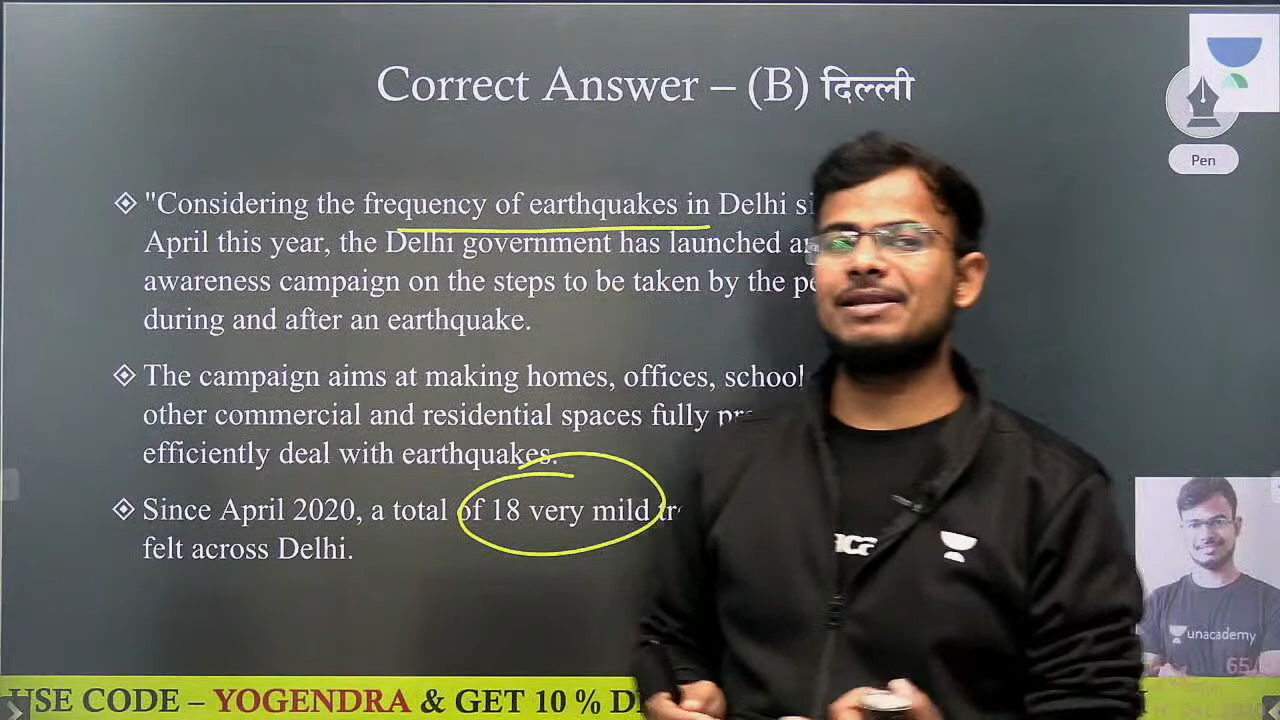 Correct Answer – (B) दिल्ली
Pen
"Considering the frequency of earthquakes in Delhi
April this year, the Delhi government has launched
awareness campaign on the steps to be taken by the
during and after an earthquake.
The campaign aims at making homes, offices, school
other commercial and residential spaces fully
efficiently deal with earthquakes.
Since April 2020, a total of 18 very mild
felt across Delhi.
unacademy
USE CODE – YOGENDRA & GET 10 %